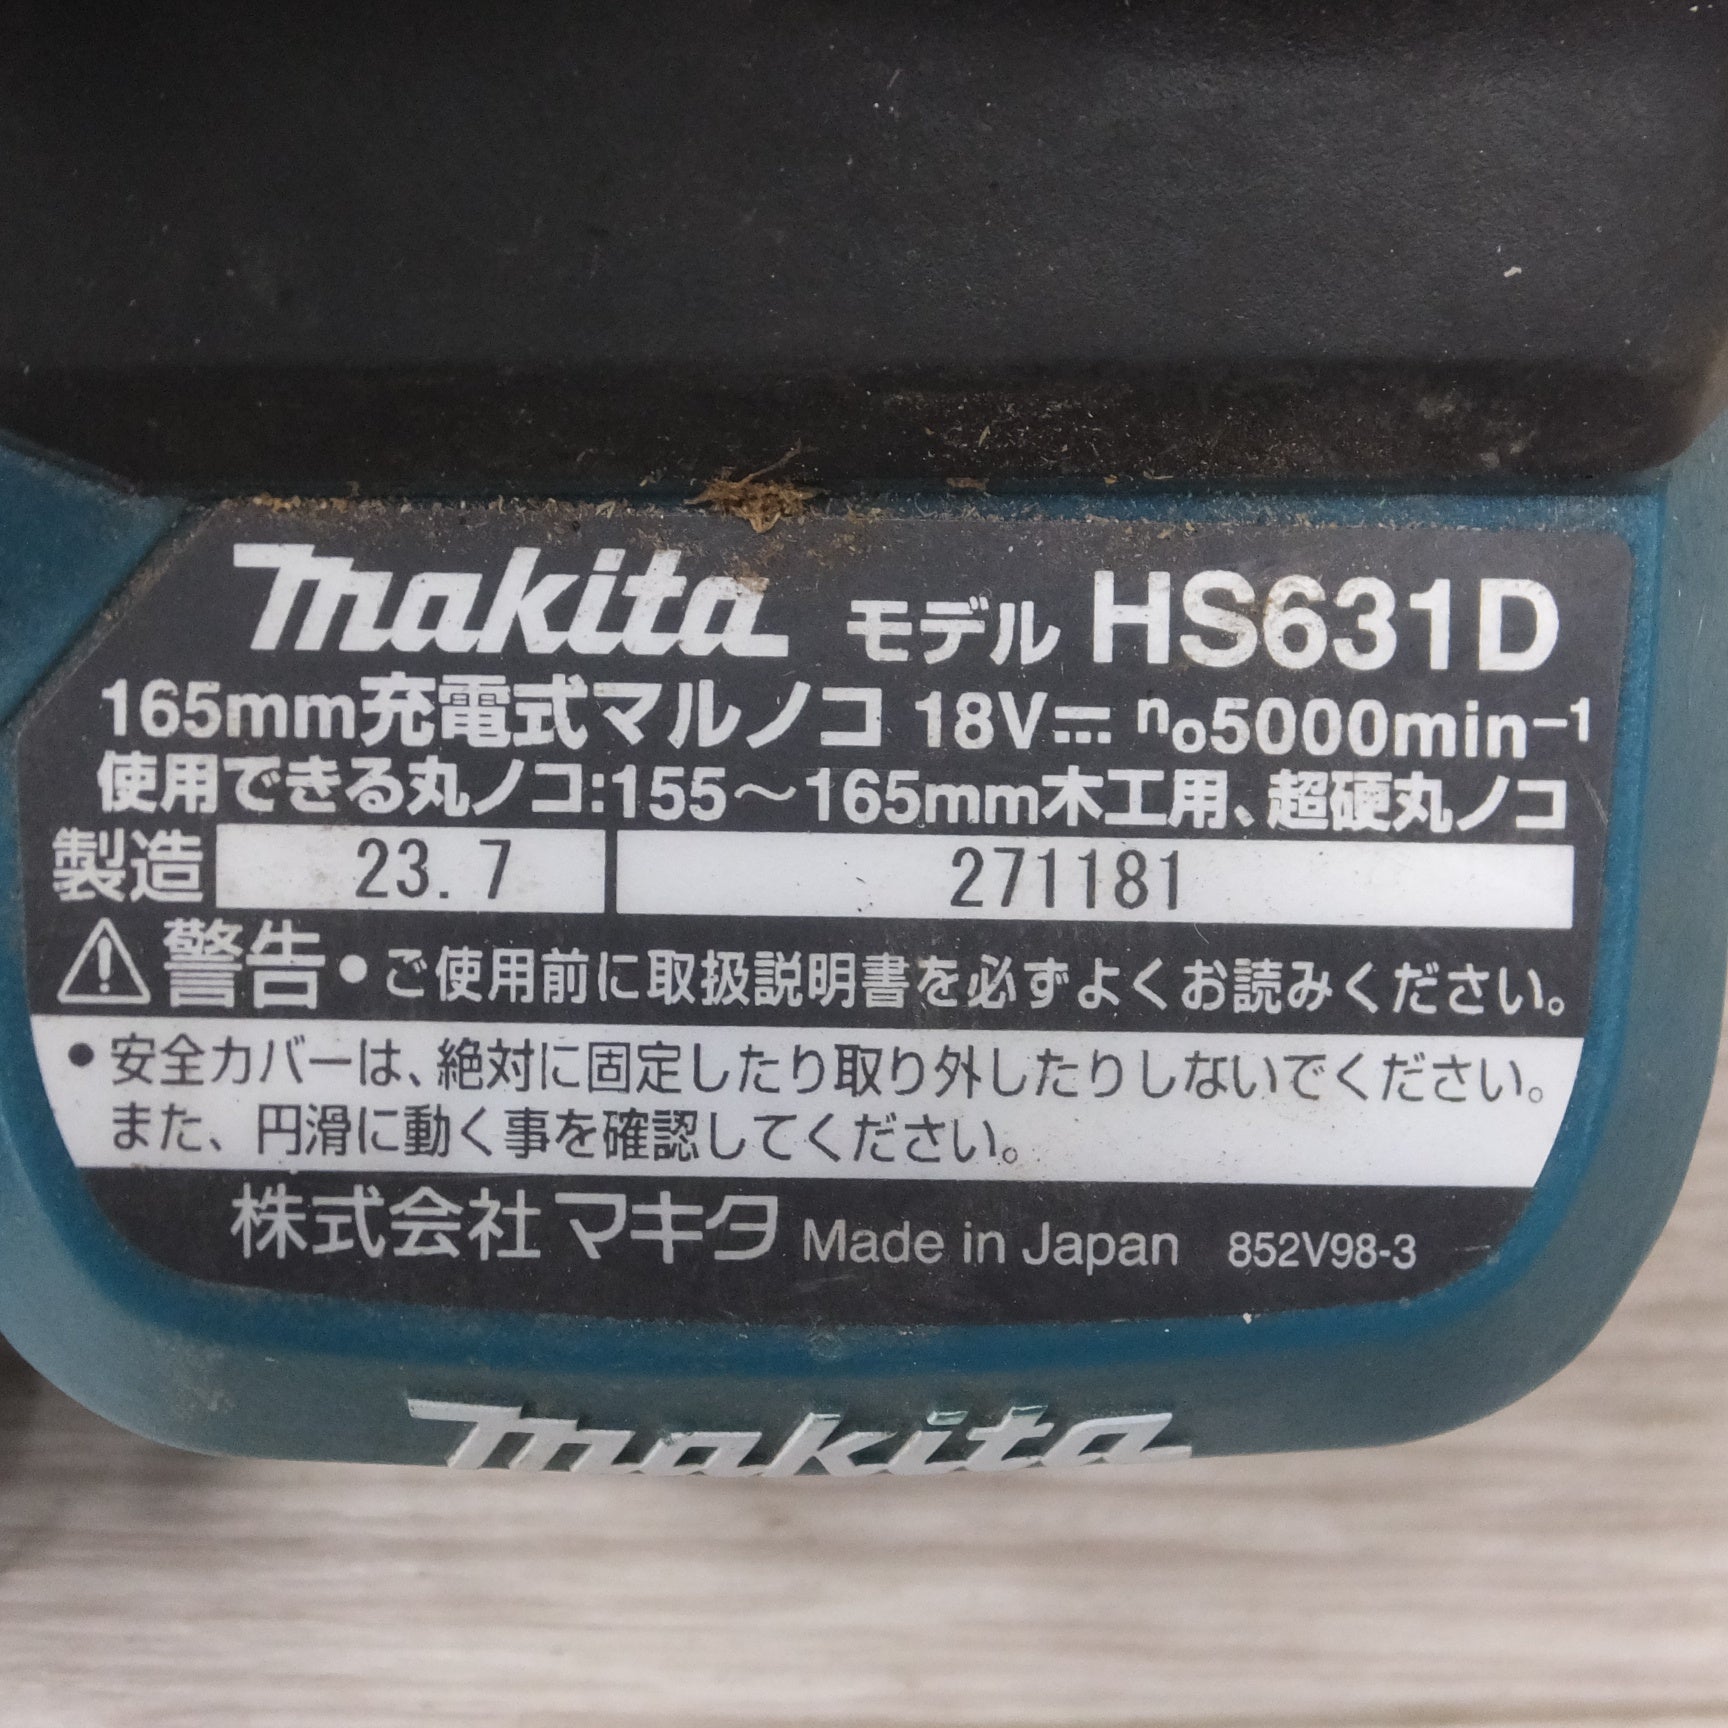 makita モデル HS631D
165mm充電式マルノコ 18V⎓ n₀5000min⁻¹
使用できる丸ノコ:155～165mm木工用、超硬丸ノコ
製造 23.7 271181
⚠警告 ●ご使用前に取扱説明書を必ずよくお読みください。
●安全カバーは、絶対に固定したり取り外したりしないでください。
また、円滑に動く事を確認してください。
株式会社マキタ Made in Japan 852V98-3
makita